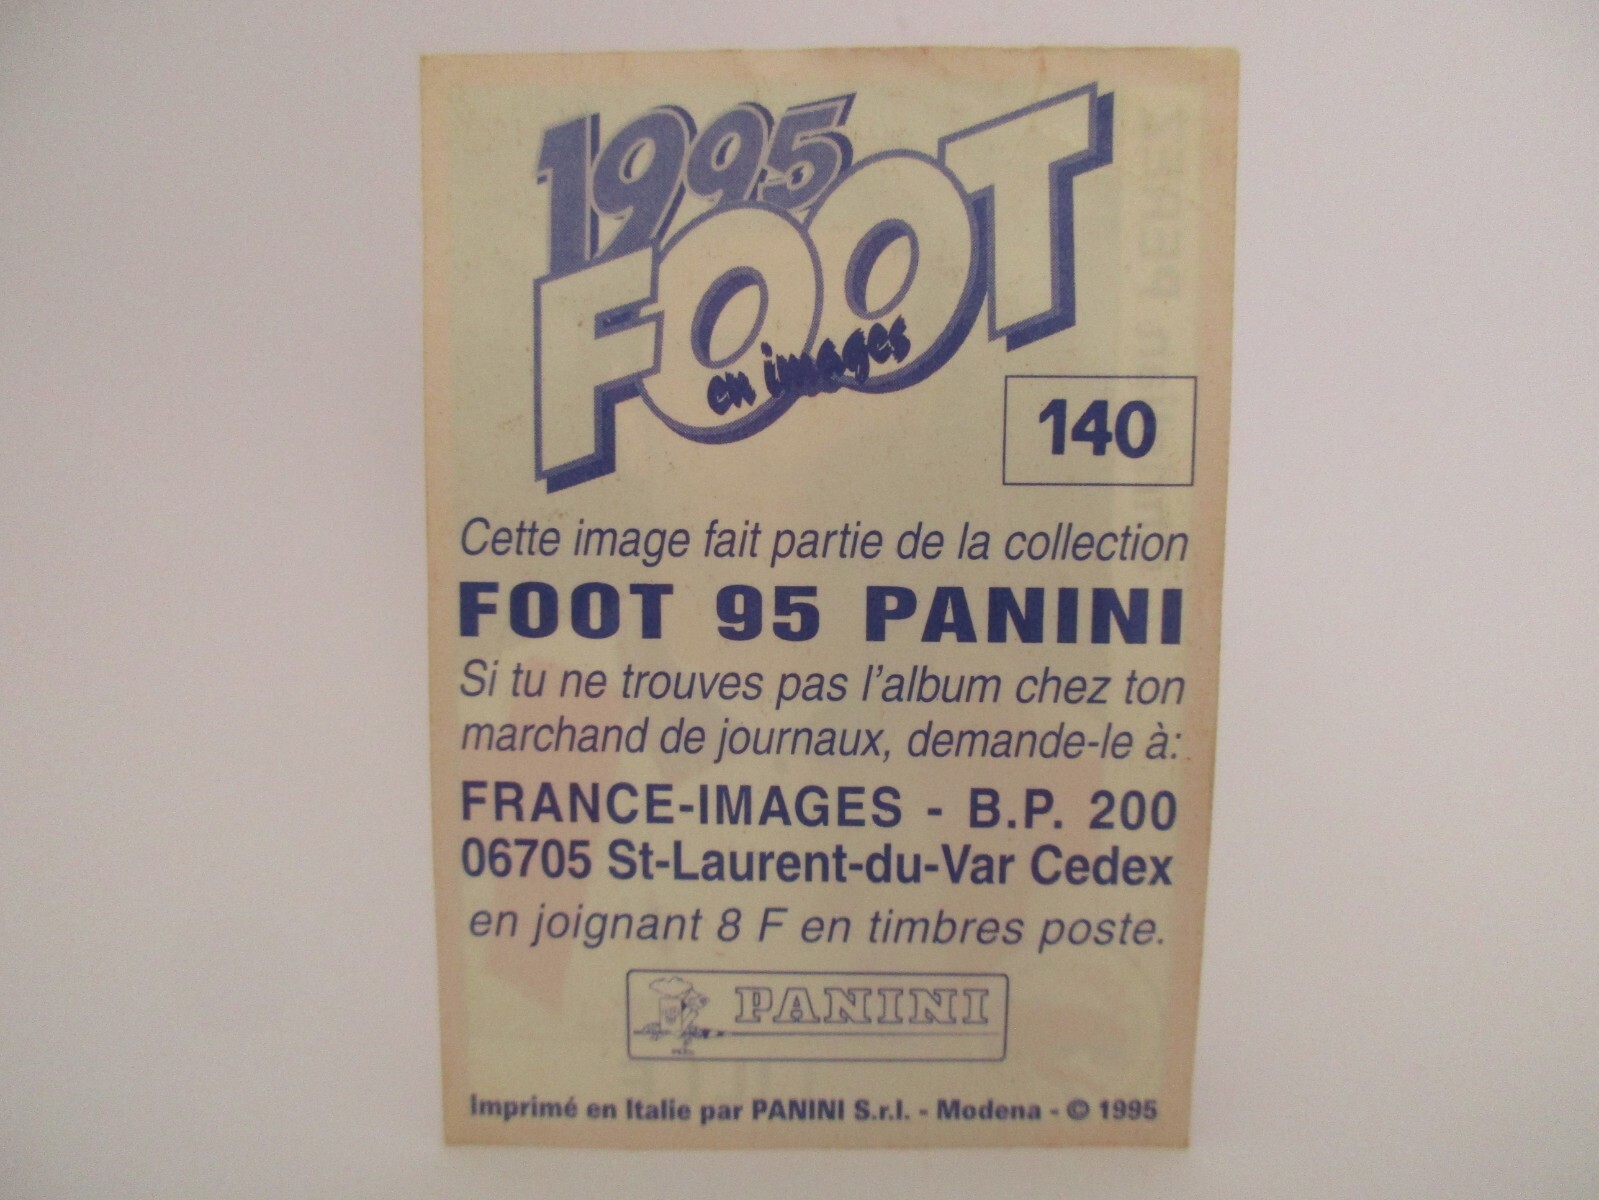 1995
FOOT
en images
140
Cette image fait partie de la collection
FOOT 95 PANINI
Si tu ne trouves pas l'album chez ton
marchand de journaux, demande-le à:
FRANCE-IMAGES - B.P. 200
06705 St-Laurent-du-Var Cedex
en joignant 8 F en timbres poste.
PANINI
Imprimé en Italie par PANINI S.r.l. - Modena - © 1995